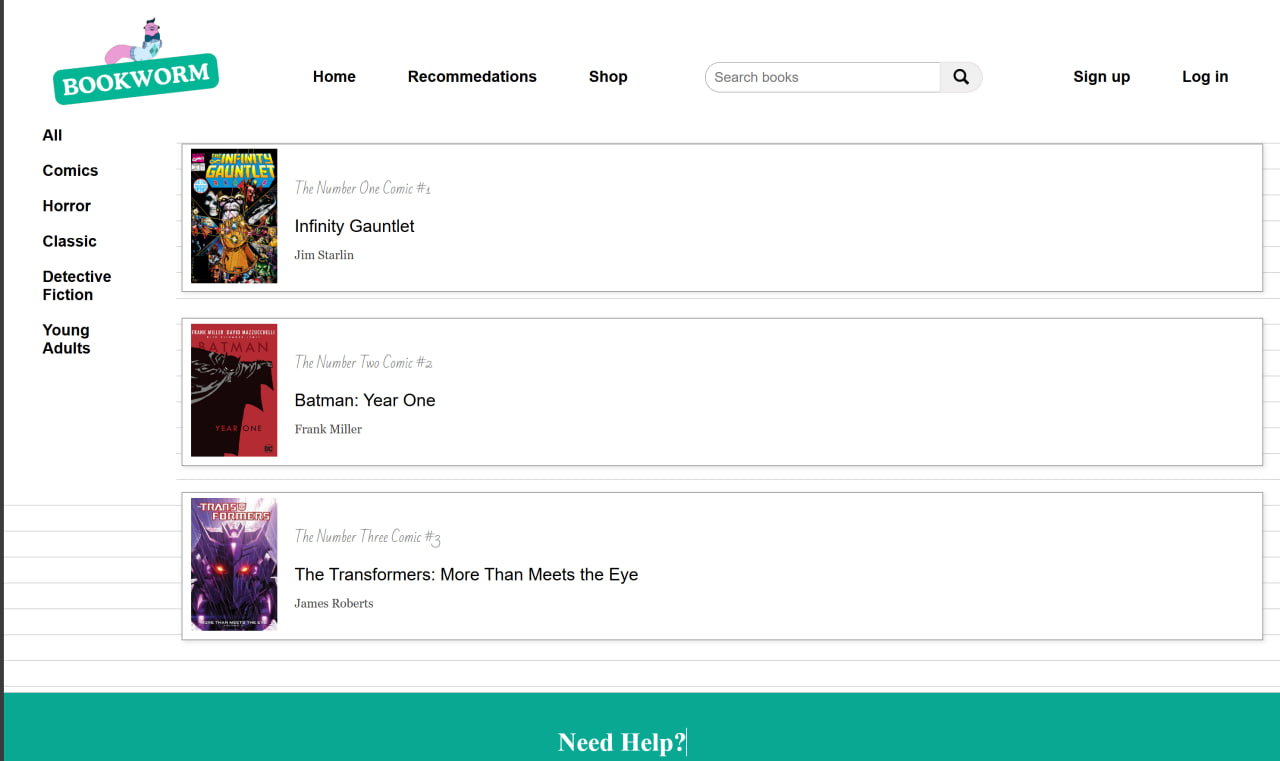 BOOKWORM
Home
Recommedations
Shop
Search books
Sign up
Log in
All
Comics
Horror
Classic
Detective
Fiction
Young
Adults
THE INFINITY
GAUNTLET
The Number One Comic #1
Infinity Gauntlet
Jim Starlin
FRANK MILLER DAVID MAZZUCCHELLI
BATMAN
YEAR ONE
DC
The Number Two Comic #2
Batman: Year One
Frank Miller
TRANSFORMERS
MORE THAN MEETS THE EYE
The Number Three Comic #3
The Transformers: More Than Meets the Eye
James Roberts
Need Help?